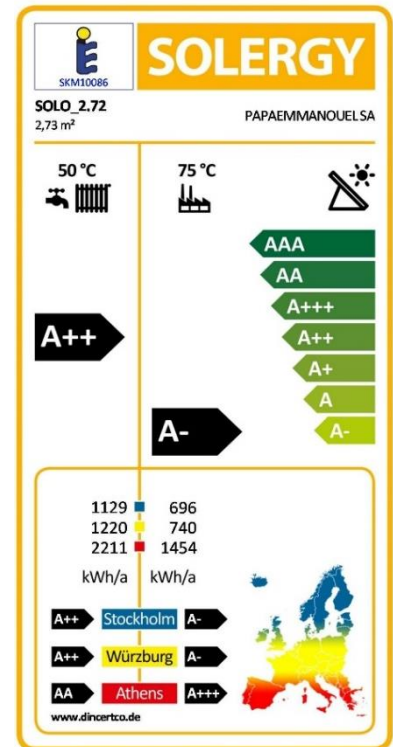 SOLERGY
SKM10086
SOLO_2.72
2,73 m²
PAPAEMMANOUEL SA
50 °C
75 °C
AAA
AA
A+++
A++
A+
A
A-
A++
A-
1129 696
1220 740
2211 1454
kWh/a kWh/a
A++ Stockholm A-
A++ Würzburg A-
AA Athens A+++
www.dincertco.de